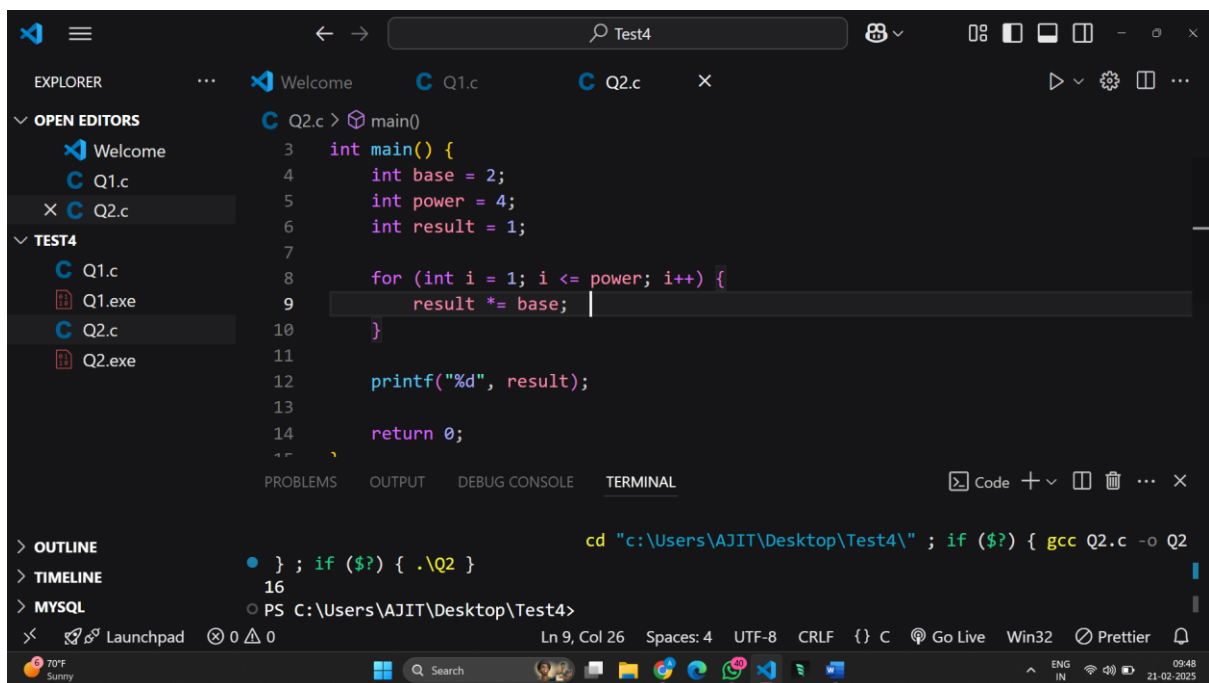 Test4
EXPLORER ...
Welcome
Q1.c
Q2.c
OPEN EDITORS
Welcome
Q1.c
Q2.c
TEST4
Q1.c
Q1.exe
Q2.c
Q2.exe
OUTLINE
TIMELINE
MYSQL
Q2.c > main()
3 int main() {
4 int base = 2;
5 int power = 4;
6 int result = 1;
7
8 for (int i = 1; i <= power; i++) {
9 result *= base;
10 }
11
12 printf("%d", result);
13
14 return 0;
PROBLEMS OUTPUT DEBUG CONSOLE TERMINAL
Code
cd "c:\Users\AJIT\Desktop\Test4\" ; if ($?) { gcc Q2.c -o Q2
} ; if ($?) { .\Q2 }
16
PS C:\Users\AJIT\Desktop\Test4>
Launchpad 0 0 Ln 9, Col 26 Spaces: 4 UTF-8 CRLF {} C Go Live Win32 Prettier
6 70°F
Sunny
Search
ENG
IN
09:48
21-02-2025